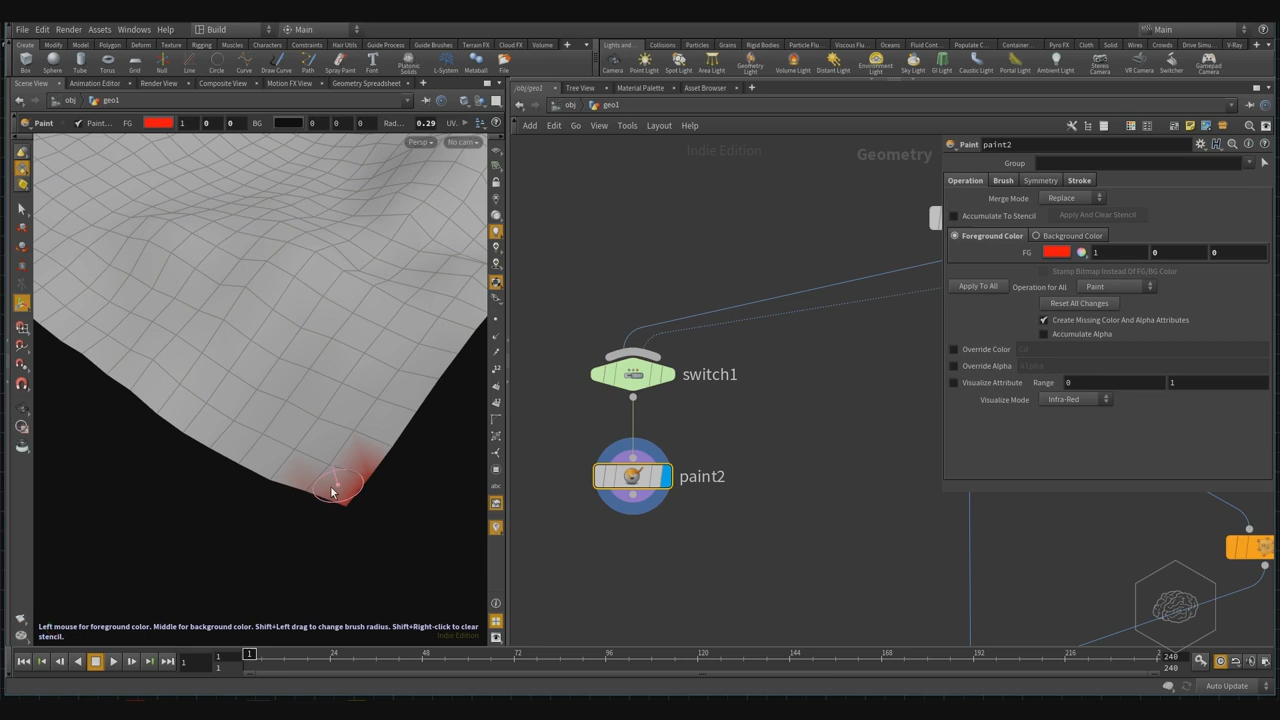 File Edit Render Assets Windows Help Build Main Main
Create Modify Model Polygon Deform Texture Rigging Muscles Characters Constraints Hair Utils Guide Process Guide Brushes Terrain FX Cloud FX Volume Lights and... Collisions Particles Grains Rigid Bodies Particle Flu... Viscous Flu... Oceans Fluid Cont... Populate C... Container... Pyro FX Cloth Solid Wires Crowds Drive Simu... V-Ray
Box Sphere Tube Torus Grid Null Line Circle Curve Draw Curve Path Spray Paint Font Platonic Solids L-System Metaball File Camera Point Light Spot Light Area Light Geometry Light Volume Light Distant Light Environment Light Sky Light GI Light Caustic Light Portal Light Ambient Light Stereo Camera VR Camera Switcher Gamepad Camera
Scene View Animation Editor Render View Composite View Motion FX View Geometry Spreadsheet /obj/geo1 Tree View Material Palette Asset Browser
obj geo1 obj geo1
Paint Paint... FG 1 0 0 BG 0 0 0 Rad... 0.29 UV. Add Edit Go View Tools Layout Help
Persp No cam
Indie Edition Geometry
Paint paint2
Group
Operation Brush Symmetry Stroke
Merge Mode Replace
Accumulate To Stencil Apply And Clear Stencil
Foreground Color Background Color
FG 1 0 0
Stamp Bitmap Instead Of FG/BG Color
Apply To All Operation for All Paint
Reset All Changes
Create Missing Color And Alpha Attributes
Accumulate Alpha
Override Color Cd
Override Alpha Alpha
Visualize Attribute Range 0 1
Visualize Mode Infra-Red
switch1
paint2
abc
Left mouse for foreground color. Middle for background color. Shift+Left drag to change brush radius. Shift+Right-click to clear
stencil.
Indie Edition
1 1 1 1 24 48 72 96 120 144 168 192 216 2 240 240
Auto Update